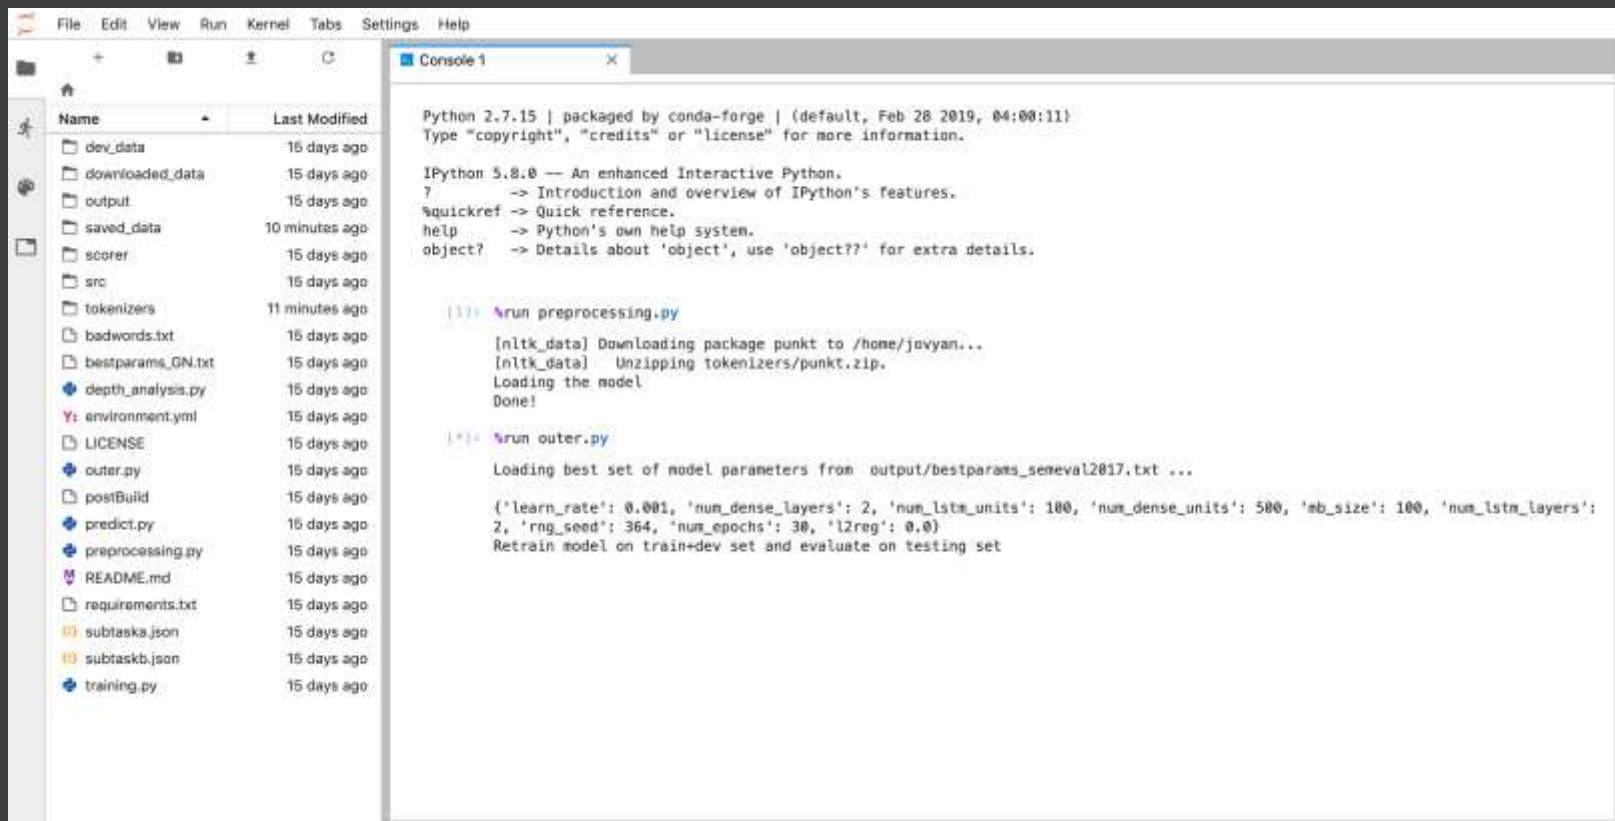 File Edit View Run Kernel Tabs Settings Help
Console 1
Name Last Modified
dev_data 15 days ago
downloaded_data 15 days ago
output 15 days ago
saved_data 10 minutes ago
scorer 15 days ago
src 15 days ago
tokenizers 11 minutes ago
badwords.txt 15 days ago
bestparams_GN.txt 15 days ago
depth_analysis.py 15 days ago
Y: environment.yml 15 days ago
LICENSE 15 days ago
outer.py 15 days ago
postBuild 15 days ago
predict.py 15 days ago
preprocessing.py 15 days ago
README.md 15 days ago
requirements.txt 15 days ago
subtaska.json 15 days ago
subtaskb.json 15 days ago
training.py 15 days ago
Python 2.7.15 | packaged by conda-forge | (default, Feb 28 2019, 04:00:11)
Type "copyright", "credits" or "license" for more information.
IPython 5.8.0 -- An enhanced Interactive Python.
? -> Introduction and overview of IPython's features.
%quickref -> Quick reference.
help -> Python's own help system.
object? -> Details about 'object', use 'object??' for extra details.
[1]: %run preprocessing.py
[nltk_data] Downloading package punkt to /home/jovyan...
[nltk_data] Unzipping tokenizers/punkt.zip.
Loading the model
Done!
[*]: %run outer.py
Loading best set of model parameters from output/bestparams_semeval2017.txt ...
{'learn_rate': 0.001, 'num_dense_layers': 2, 'num_lstm_units': 100, 'num_dense_units': 500, 'mb_size': 100, 'num_lstm_layers':
2, 'rng_seed': 364, 'num_epochs': 30, 'l2reg': 0.0}
Retrain model on train+dev set and evaluate on testing set